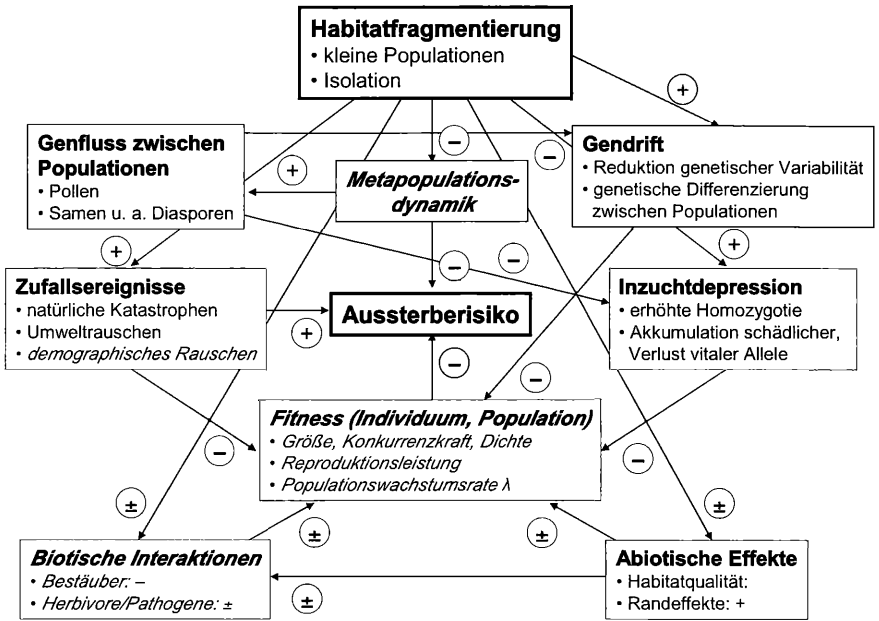 Habitatfragmentierung
• kleine Populationen
• Isolation
+
Genfluss zwischen
Populationen
• Pollen
• Samen u. a. Diasporen
−
−
Gendrift
• Reduktion genetischer Variabilität
• genetische Differenzierung
zwischen Populationen
+
Metapopulations-
dynamik
+
−
−
+
Zufallsereignisse
• natürliche Katastrophen
• Umweltrauschen
• demographisches Rauschen
+
Aussterberisiko
Inzuchtdepression
• erhöhte Homozygotie
• Akkumulation schädlicher,
Verlust vitaler Allele
−
−
Fitness (Individuum, Population)
• Größe, Konkurrenzkraft, Dichte
• Reproduktionsleistung
• Populationswachstumsrate λ
−
−
±
±
±
±
Biotische Interaktionen
• Bestäuber: –
• Herbivore/Pathogene: ±
±
Abiotische Effekte
• Habitatqualität:
• Randeffekte: +